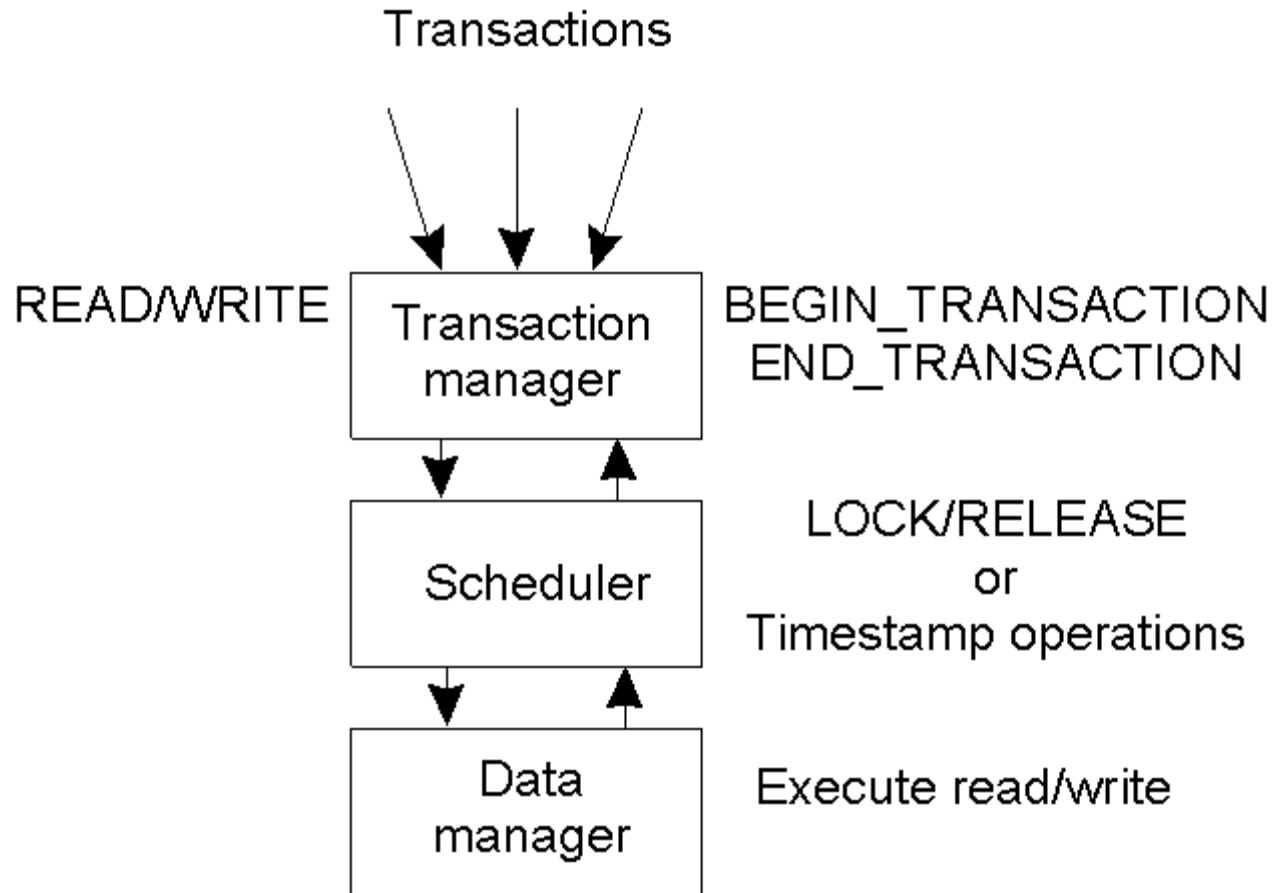 Transactions
READ/WRITE
Transaction
manager
BEGIN_TRANSACTION
END_TRANSACTION
Scheduler
LOCK/RELEASE
or
Timestamp operations
Data
manager
Execute read/write